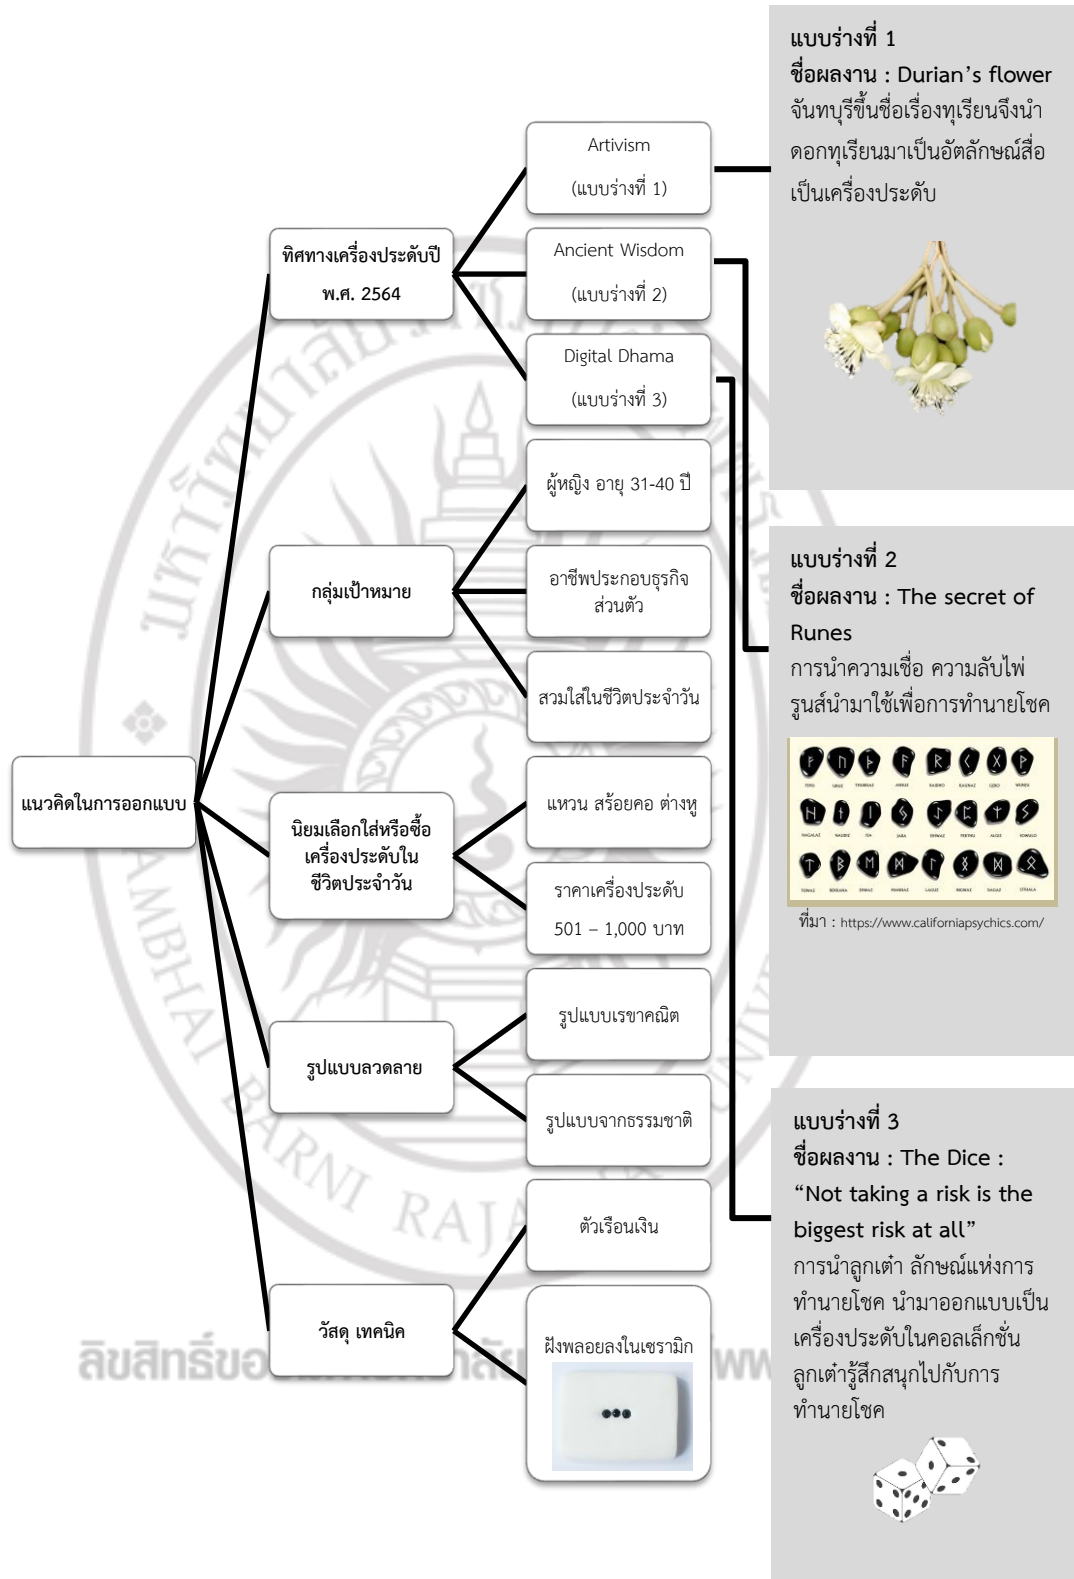 แนวคิดในการออกแบบ
ทิศทางเครื่องประดับปี
พ.ศ. 2564
Artivism
(แบบร่างที่ 1)
Ancient Wisdom
(แบบร่างที่ 2)
Digital Dhama
(แบบร่างที่ 3)
กลุ่มเป้าหมาย
ผู้หญิง อายุ 31-40 ปี
อาชีพประกอบธุรกิจ
ส่วนตัว
สวมใส่ในชีวิตประจำวัน
นิยมเลือกใส่หรือซื้อ
เครื่องประดับใน
ชีวิตประจำวัน
แหวน สร้อยคอ ต่างหู
ราคาเครื่องประดับ
501 – 1,000 บาท
รูปแบบลวดลาย
รูปแบบเรขาคณิต
รูปแบบจากธรรมชาติ
วัสดุ เทคนิค
ตัวเรือนเงิน
ฝังพลอยลงในเซรามิก
แบบร่างที่ 1
ชื่อผลงาน : Durian’s flower
จันทบุรีขึ้นชื่อเรื่องทุเรียนจึงนำ
ดอกทุเรียนมาเป็นอัตลักษณ์สื่อ
เป็นเครื่องประดับ
แบบร่างที่ 2
ชื่อผลงาน : The secret of
Runes
การนำความเชื่อ ความลับไพ่
รูนส์นำมาใช้เพื่อการทำนายโชค
ที่มา : https://www.californiapsychics.com/
แบบร่างที่ 3
ชื่อผลงาน : The Dice :
“Not taking a risk is the
biggest risk at all”
การนำลูกเต๋า ลักษณ์แห่งการ
ทำนายโชค นำมาออกแบบเป็น
เครื่องประดับในคอลเล็กชั่น
ลูกเต๋ารู้สึกสนุกไปกับการ
ทำนายโชค